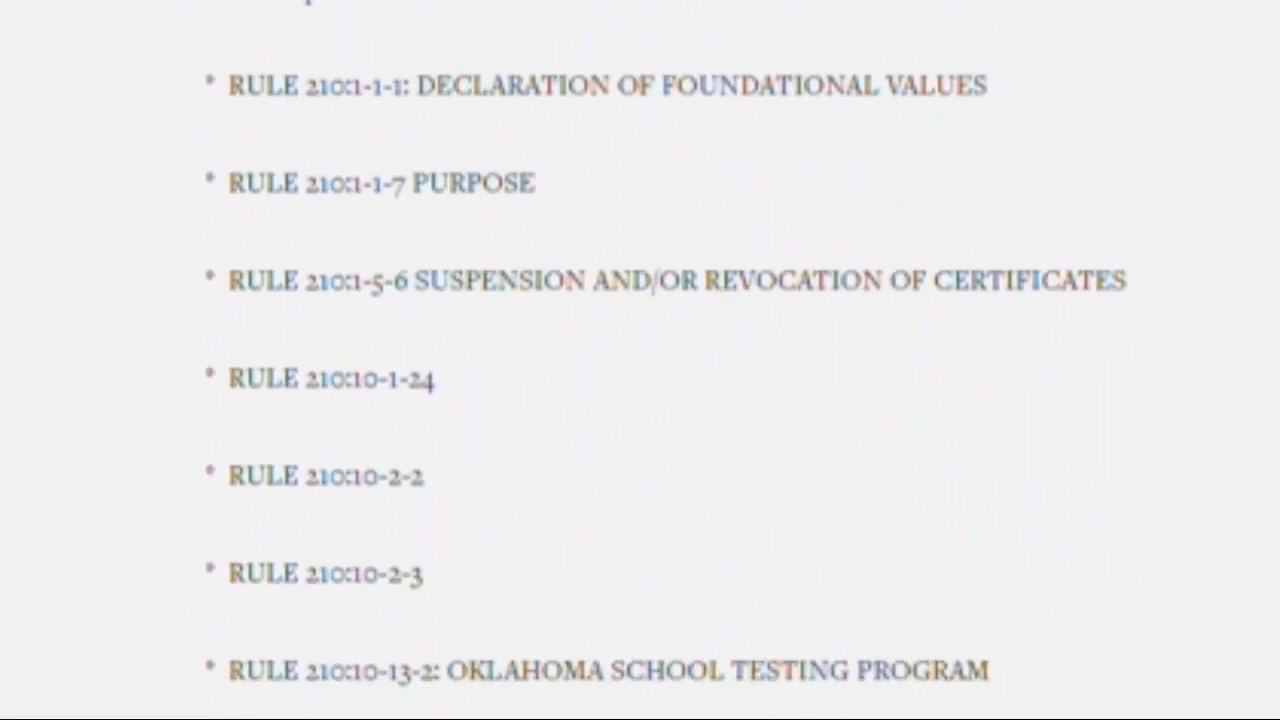 * RULE 210:1-1-1: DECLARATION OF FOUNDATIONAL VALUES
* RULE 210:1-1-7 PURPOSE
* RULE 210:1-5-6 SUSPENSION AND/OR REVOCATION OF CERTIFICATES
* RULE 210:10-1-24
* RULE 210:10-2-2
* RULE 210:10-2-3
* RULE 210:10-13-2: OKLAHOMA SCHOOL TESTING PROGRAM